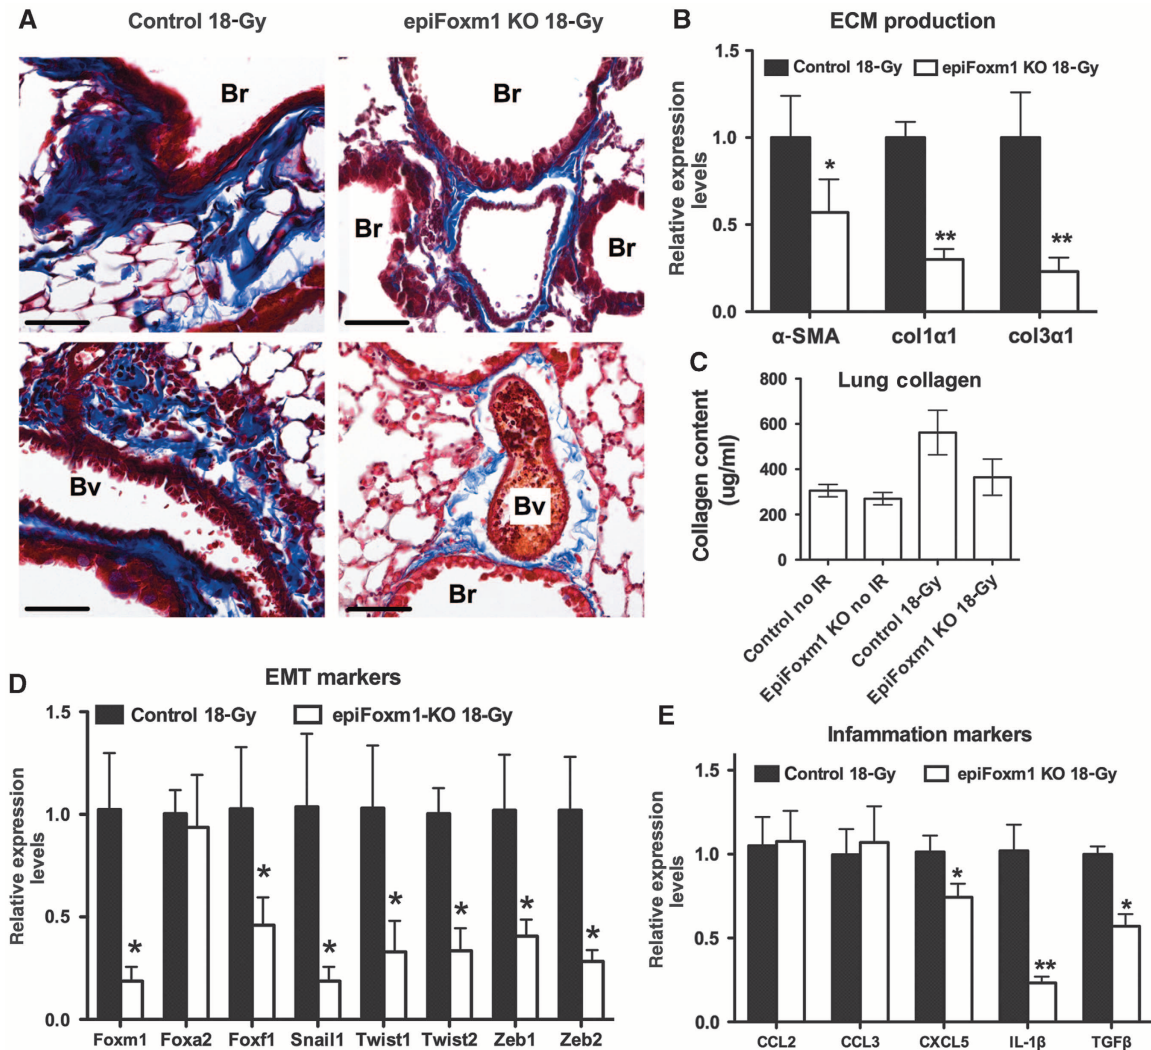 A
Control 18-Gy
epiFoxm1 KO 18-Gy
Br
Br
Br
Br
Bv
Bv
Br
B
ECM production
Control 18-Gy
epiFoxm1 KO 18-Gy
Relative expression
levels
1.5
1.0
0.5
0.0
*
**
**
α-SMA
col1α1
col3α1
C
Lung collagen
Collagen content
(ug/ml)
800
600
400
200
0
Control no IR
EpiFoxm1 KO no IR
Control 18-Gy
EpiFoxm1 KO 18-Gy
D
EMT markers
Control 18-Gy
epiFoxm1-KO 18-Gy
Relative expression
levels
1.5
1.0
0.5
0.0
*
*
*
*
*
*
*
Foxm1
Foxa2
Foxf1
Snail1
Twist1
Twist2
Zeb1
Zeb2
E
Infammation markers
Control 18-Gy
epiFoxm1 KO 18-Gy
Relative expression
levels
1.5
1.0
0.5
0.0
*
**
*
CCL2
CCL3
CXCL5
IL-1β
TGFβ